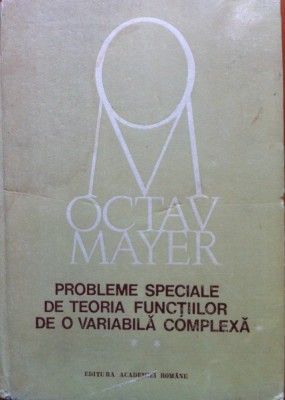 OCTAV
MAYER
PROBLEME SPECIALE
DE TEORIA FUNCȚIILOR
DE O VARIABILĂ COMPLEXĂ
* *
EDITURA ACADEMIEI ROMÂNE